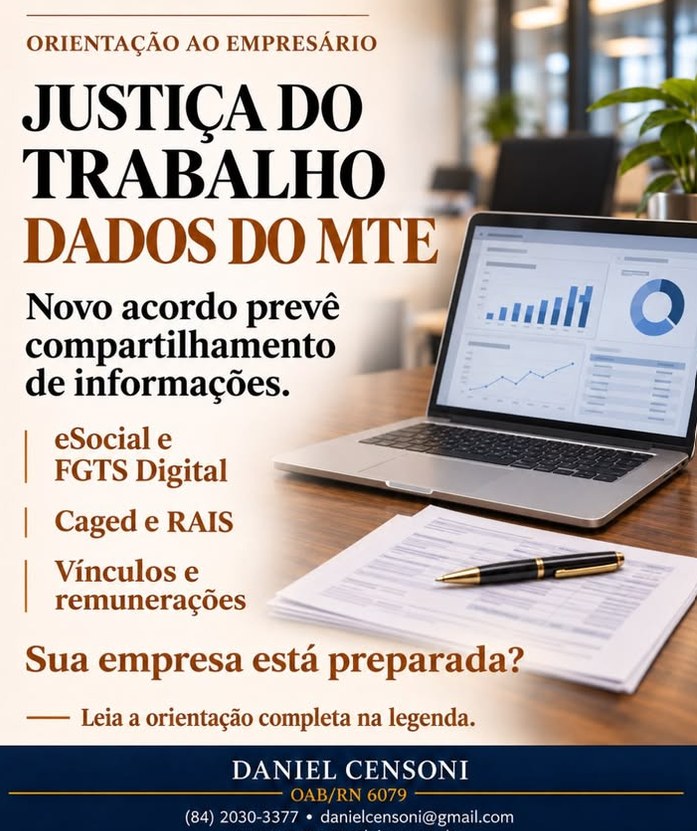 ORIENTAÇÃO AO EMPRESÁRIO
JUSTIÇA DO
TRABALHO
DADOS DO MTE
Novo acordo prevê
compartilhamento
de informações.
eSocial e
FGTS Digital
Caged e RAIS
Vínculos e
remunerações
Sua empresa está preparada?
Leia a orientação completa na legenda.
DANIEL CENSONI
OAB/RN 6079
(84) 2030-3377 • danielcensoni@gmail.com